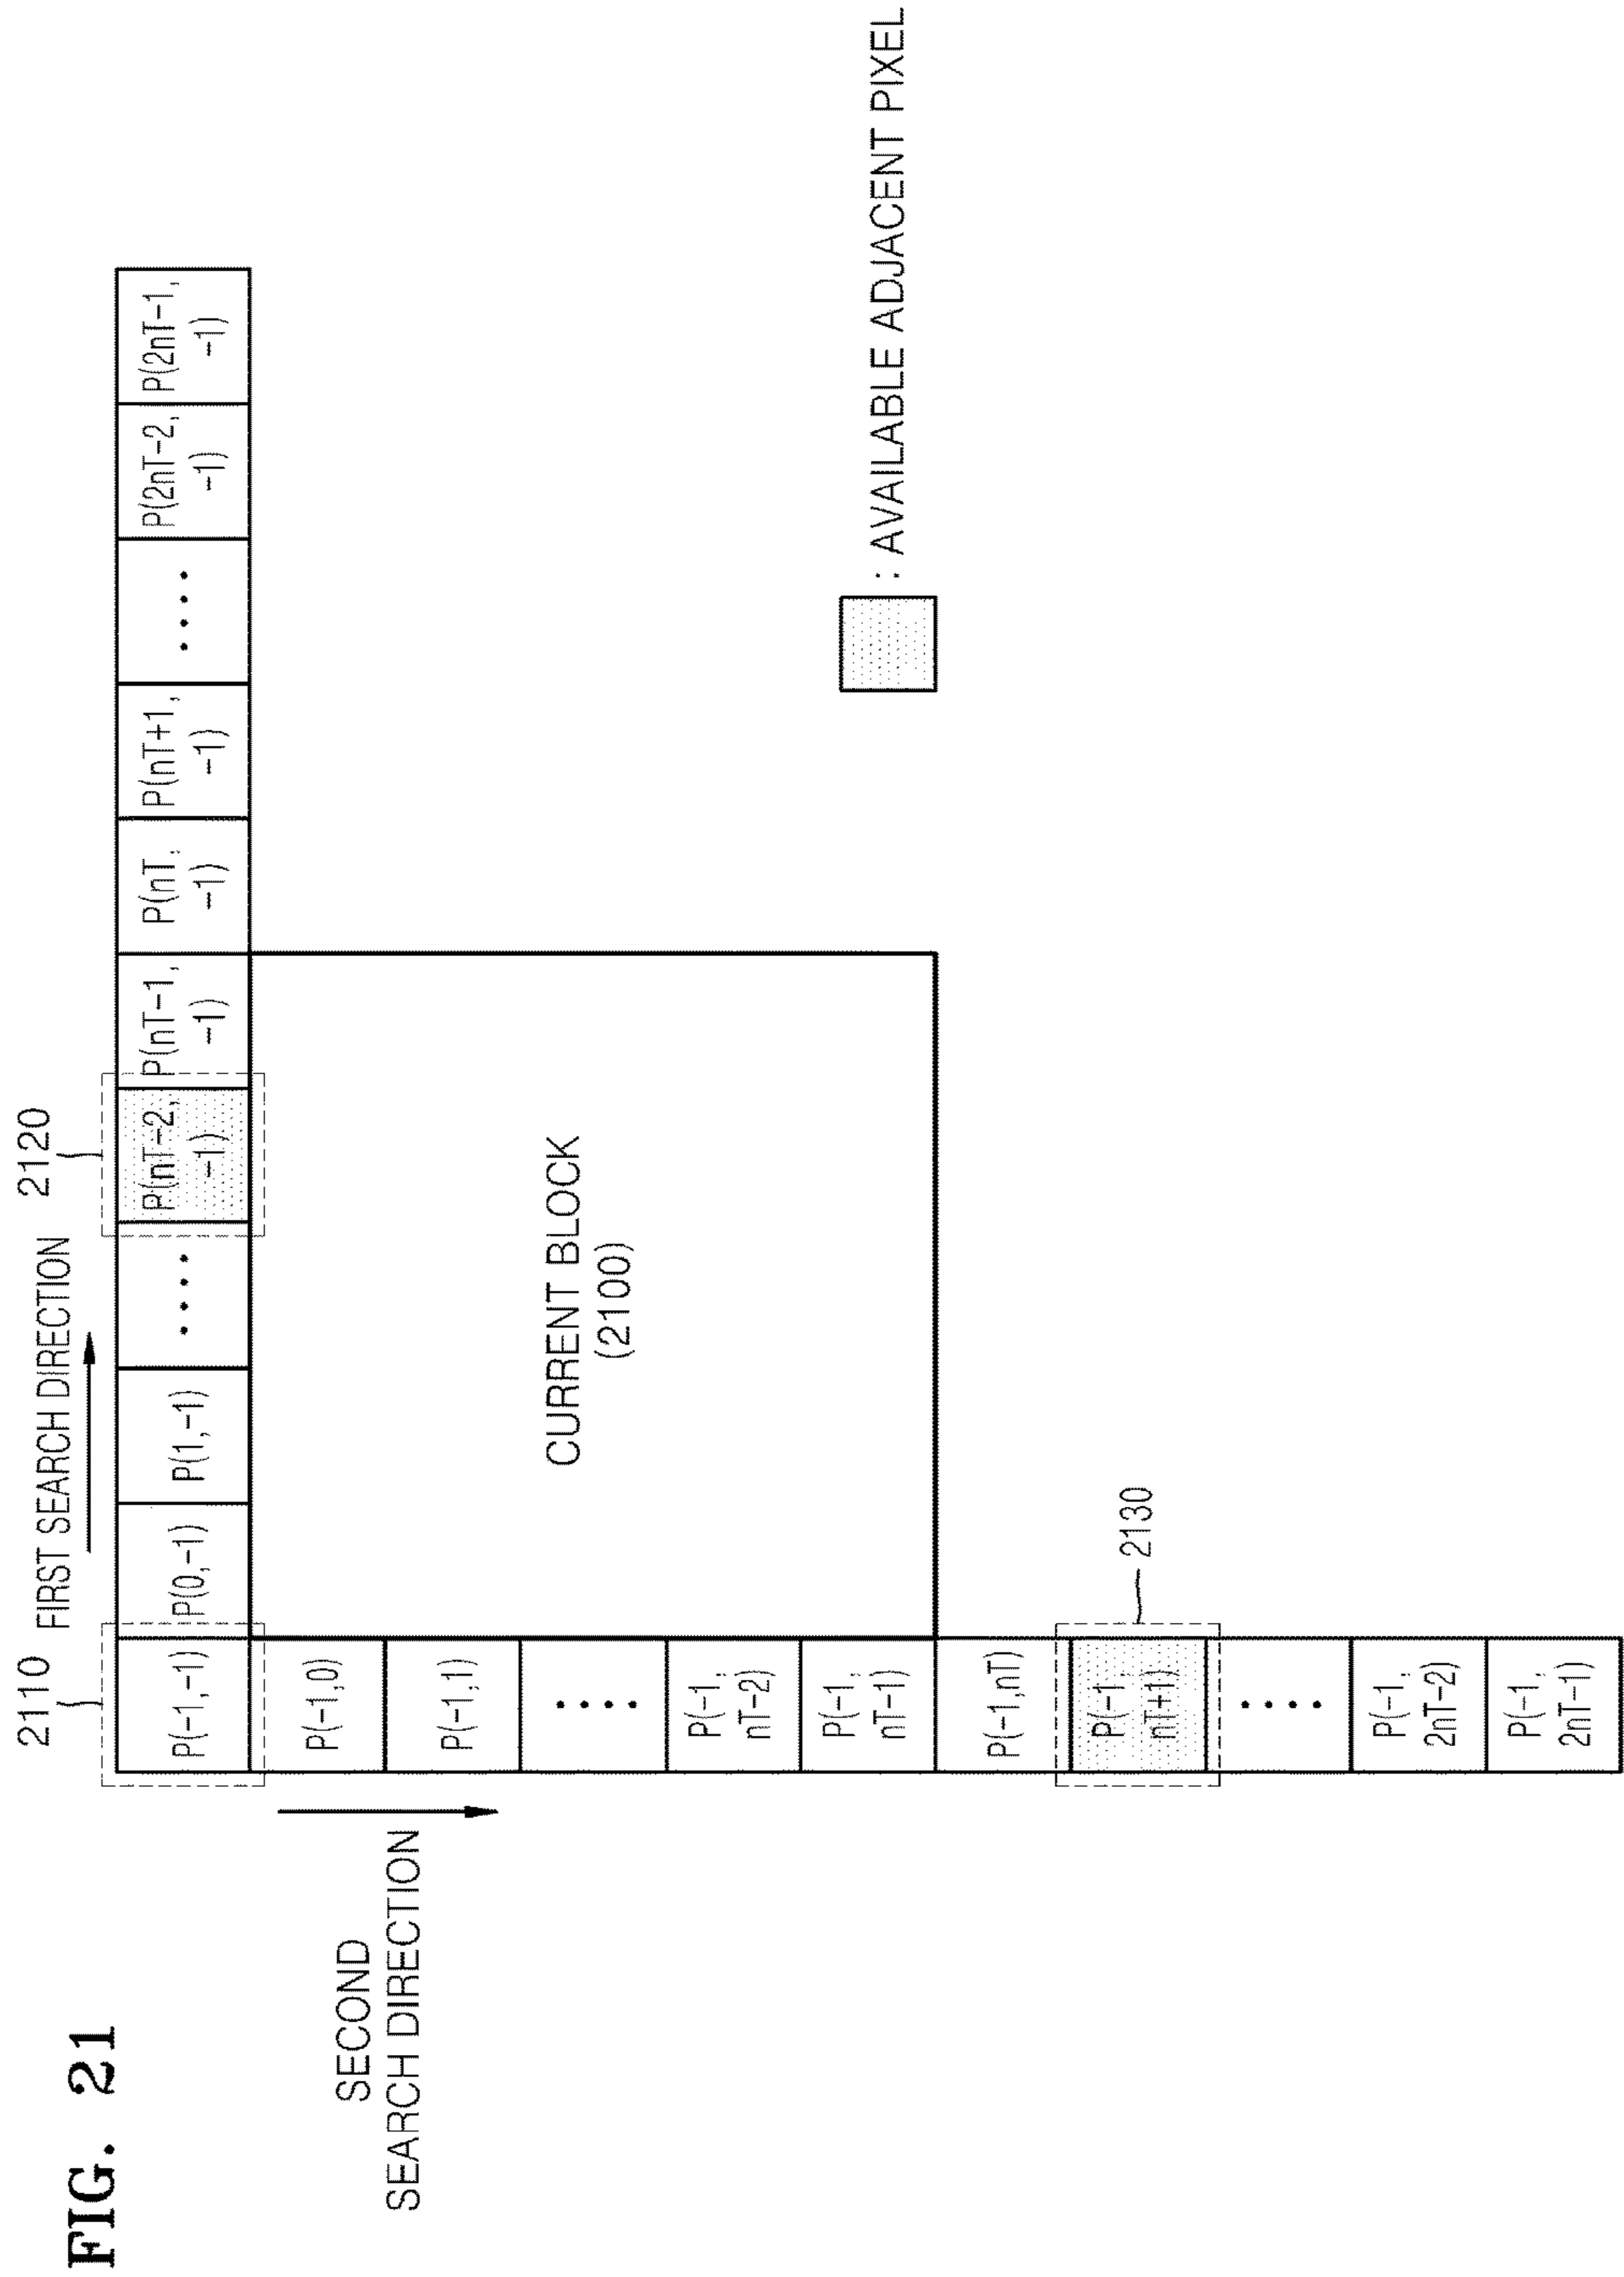 FIG. 21
2110
FIRST SEARCH DIRECTION
2120
P(-1,-1)
P(0,-1)
P(1,-1)
....
P(nT-2,
-1)
P(nT-1,
-1)
P(nT,
-1)
P(nT+1,
-1)
....
P(2nT-2,
-1)
P(2nT-1,
-1)
SECOND
SEARCH DIRECTION
P(-1,0)
P(-1,1)
....
P(-1,
nT-2)
P(-1,
nT-1)
P(-1,nT)
P(-1,
nT+1)
....
P(-1,
2nT-2)
P(-1,
2nT-1)
CURRENT BLOCK
(2100)
2130
: AVAILABLE ADJACENT PIXEL